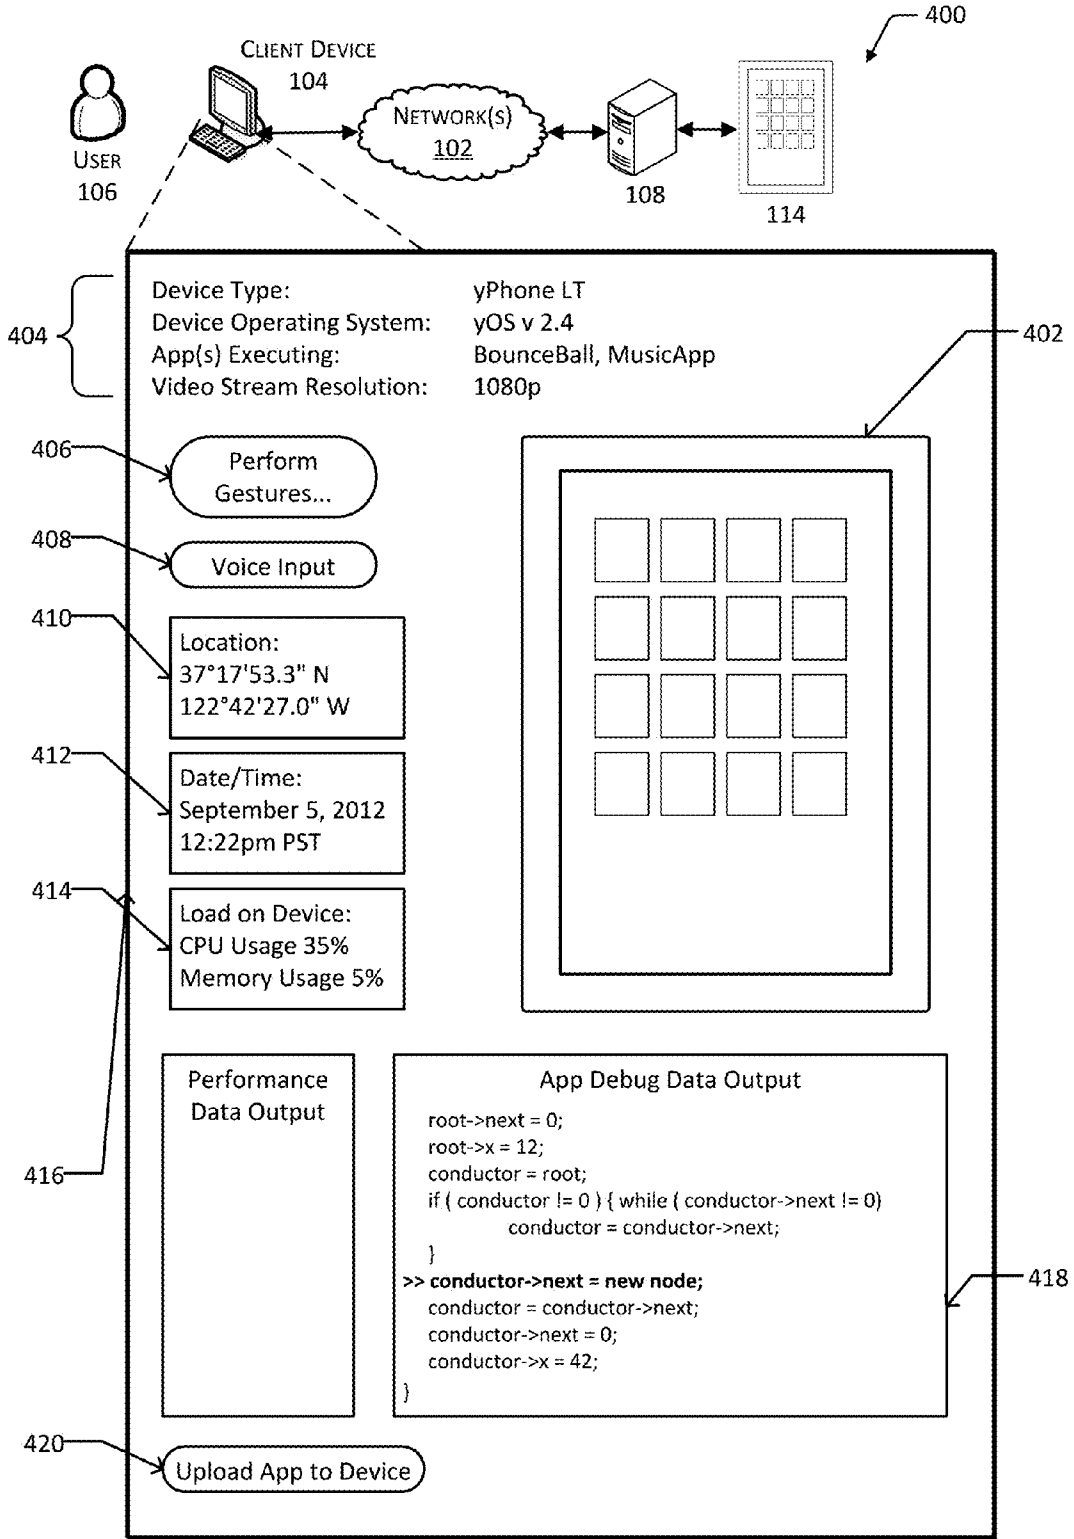 400
CLIENT DEVICE
104
NETWORK(S)
102
USER
106
108
114
404
Device Type: yPhone LT
Device Operating System: yOS v 2.4
App(s) Executing: BounceBall, MusicApp
Video Stream Resolution: 1080p
402
406
Perform
Gestures...
408
Voice Input
410
Location:
37°17'53.3" N
122°42'27.0" W
412
Date/Time:
September 5, 2012
12:22pm PST
414
Load on Device:
CPU Usage 35%
Memory Usage 5%
416
Performance
Data Output
App Debug Data Output
root->next = 0;
root->x = 12;
conductor = root;
if ( conductor != 0 ) { while ( conductor->next != 0)
conductor = conductor->next;
}
>> conductor->next = new node;
conductor = conductor->next;
conductor->next = 0;
conductor->x = 42;
}
418
420
Upload App to Device